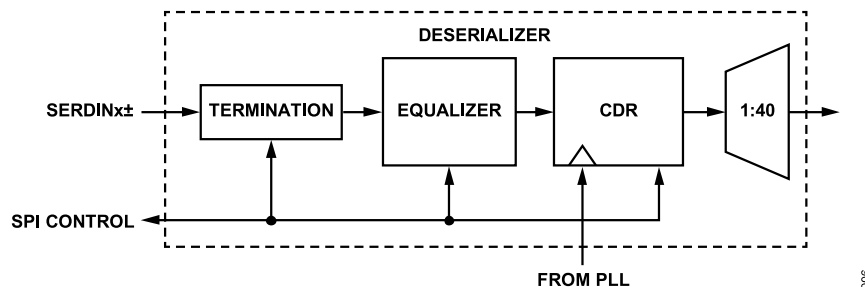 DESERIALIZER
SERDINx±
TERMINATION
EQUALIZER
CDR
1:40
SPI CONTROL
FROM PLL